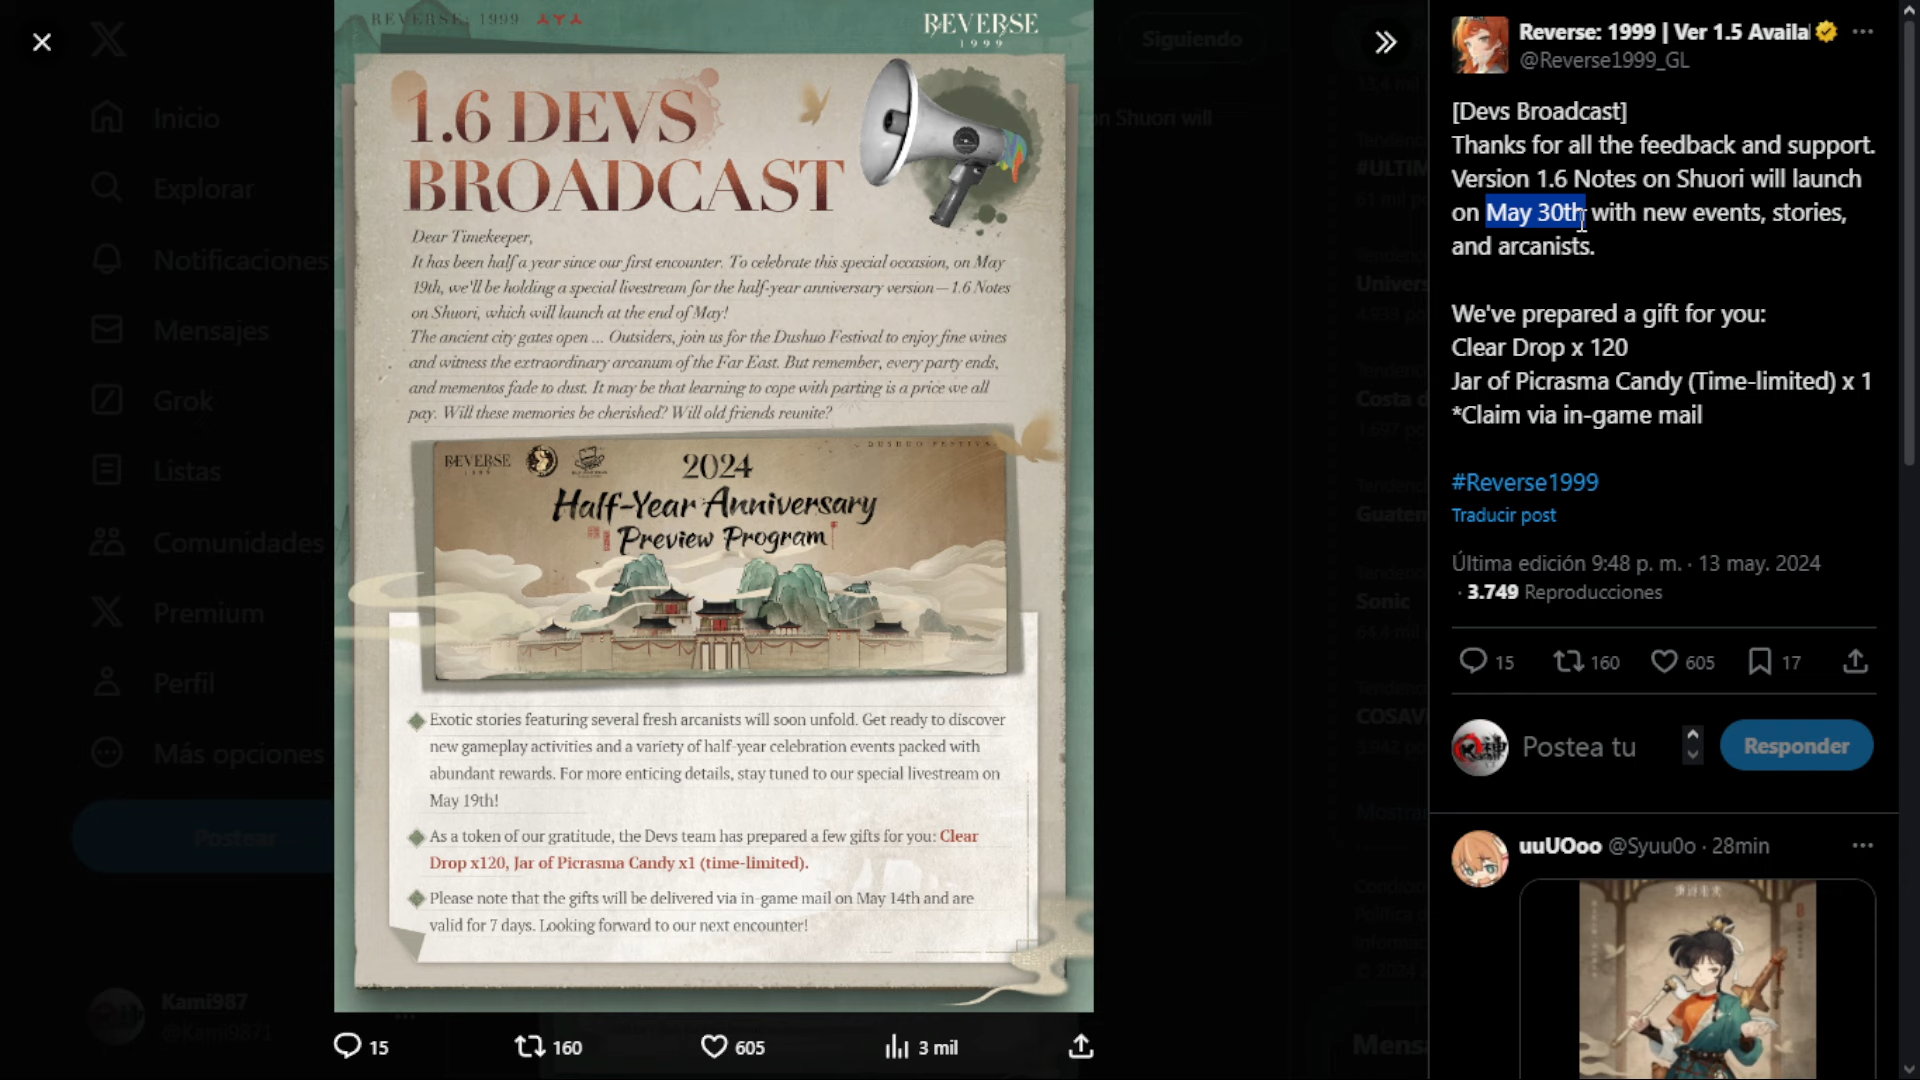 Inicio
Explorar
Notificaciones
Mensajes
Grok
Listas
Comunidades
Premium
Perfil
Más opciones
Postear
Kami987
REVERSE: 1999
REVERSE
1999
1.6 DEVS
BROADCAST
Dear Timekeeper,
It has been half a year since our first encounter. To celebrate this special occasion, on May
19th, we'll be holding a special livestream for the half-year anniversary version—1.6 Notes
on Shuori, which will launch at the end of May!
The ancient city gates open ... Outsiders, join us for the Dushuo Festival to enjoy fine wines
and witness the extraordinary arcanum of the Far East. But remember, every party ends,
and mementos fade to dust. It may be that learning to cope with parting is a price we all
pay. Will these memories be cherished? Will old friends reunite?
DUSHUO FESTIVAL
REVERSE
1999
2024
Half-Year Anniversary
Preview Program
Exotic stories featuring several fresh arcanists will soon unfold. Get ready to discover
new gameplay activities and a variety of half-year celebration events packed with
abundant rewards. For more enticing details, stay tuned to our special livestream on
May 19th!
As a token of our gratitude, the Devs team has prepared a few gifts for you: Clear
Drop x120, Jar of Picrasma Candy x1 (time-limited).
Please note that the gifts will be delivered via in-game mail on May 14th and are
valid for 7 days. Looking forward to our next encounter!
15 160 605 3 mil
Siguiendo
on Shuori will
Reverse: 1999 | Ver 1.5 Availa
@Reverse1999_GL
[Devs Broadcast]
Thanks for all the feedback and support.
Version 1.6 Notes on Shuori will launch
on May 30th with new events, stories,
and arcanists.
We've prepared a gift for you:
Clear Drop x 120
Jar of Picrasma Candy (Time-limited) x 1
*Claim via in-game mail
#Reverse1999
Traducir post
Última edición 9:48 p. m. · 13 may. 2024
· 3.749 Reproducciones
15 160 605 17
Postea tu
Responder
uuUOoo @Syuu0o · 28min